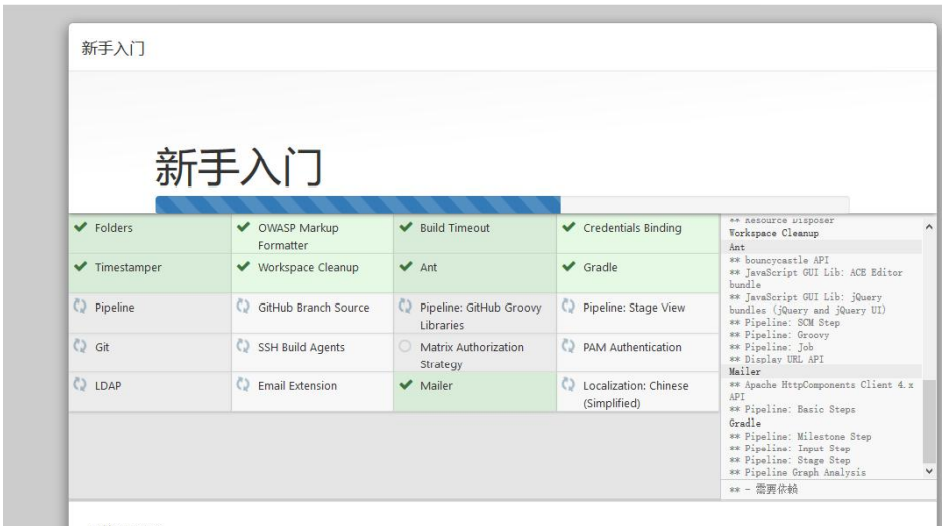 新手入门
新手入门
Folders
OWASP Markup
Formatter
Build Timeout
Credentials Binding
Timestamper
Workspace Cleanup
Ant
Gradle
Pipeline
GitHub Branch Source
Pipeline: GitHub Groovy
Libraries
Pipeline: Stage View
Git
SSH Build Agents
Matrix Authorization
Strategy
PAM Authentication
LDAP
Email Extension
Mailer
Localization: Chinese
(Simplified)
** Resource Disposer
Workspace Cleanup
Ant
** bouncycastle API
** JavaScript GUI Lib: ACE Editor
bundle
** JavaScript GUI Lib: jQuery
bundles (jQuery and jQuery UI)
** Pipeline: SCM Step
** Pipeline: Groovy
** Pipeline: Job
** Display URL API
Mailer
** Apache HttpComponents Client 4.x
API
** Pipeline: Basic Steps
Gradle
** Pipeline: Milestone Step
** Pipeline: Input Step
** Pipeline: Stage Step
** Pipeline Graph Analysis
** - 需要依赖